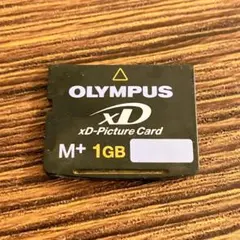 OLYMPUS
xD
xD-Picture Card
M+ 1GB